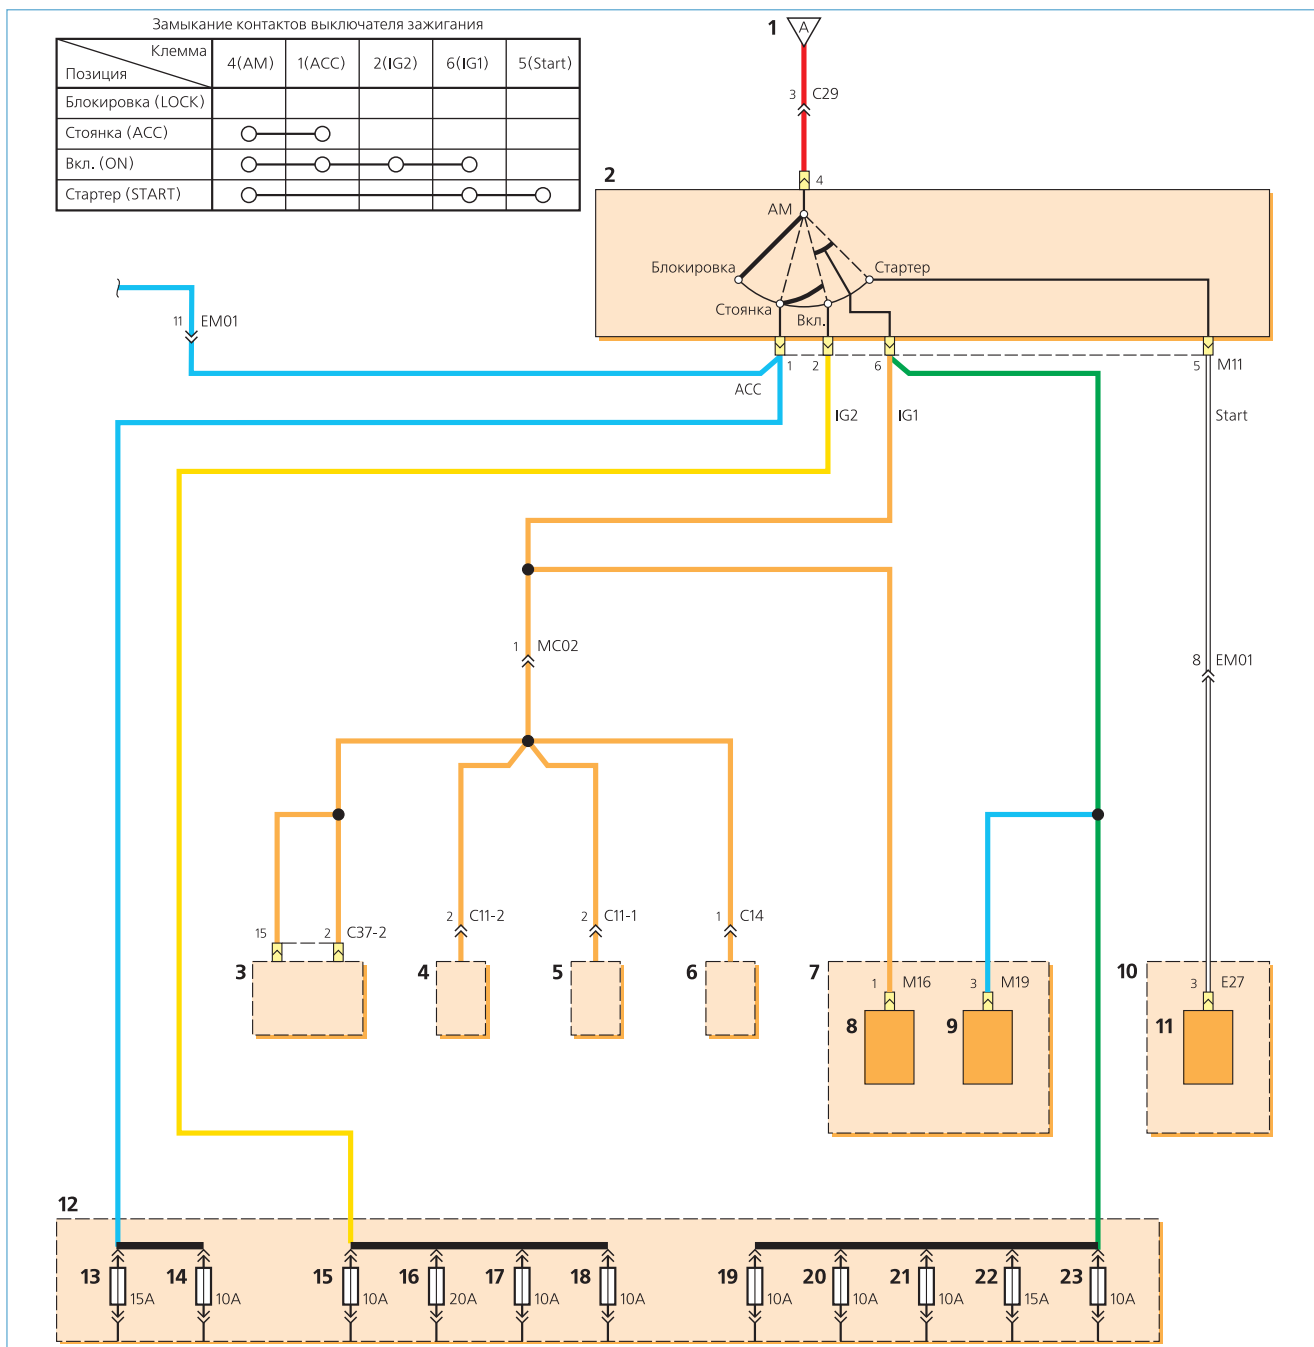 Замыкание контактов выключателя зажигания
Клемма
Позиция
4(AM) 1(ACC) 2(IG2) 6(IG1) 5(Start)
Блокировка (LOCK)
Стоянка (ACC)
Вкл. (ON)
Стартер (START)
1 A
3 C29
2 4
AM
Блокировка Стартер
Стоянка Вкл.
11 EM01
1 2 6 5 M11
ACC
IG2 IG1 Start
1 MC02
8 EM01
2 C11-2 2 C11-1 1 C14
15 2 C37-2
3 4 5 6 7 10
1 M16 3 M19 3 E27
8 9 11
12
13 14 15 16 17 18 19 20 21 22 23
15A 10A 10A 20A 10A 10A 10A 10A 10A 15A 10A